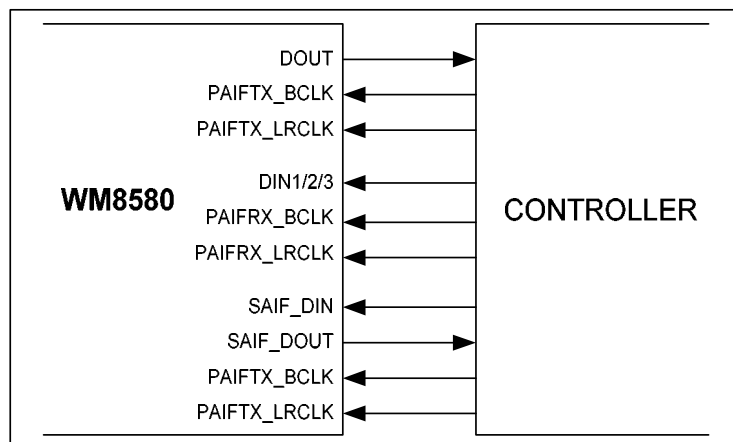 DOUT
PAIFTX_BCLK
PAIFTX_LRCLK
DIN1/2/3
WM8580
PAIFRX_BCLK
CONTROLLER
PAIFRX_LRCLK
SAIF_DIN
SAIF_DOUT
PAIFTX_BCLK
PAIFTX_LRCLK